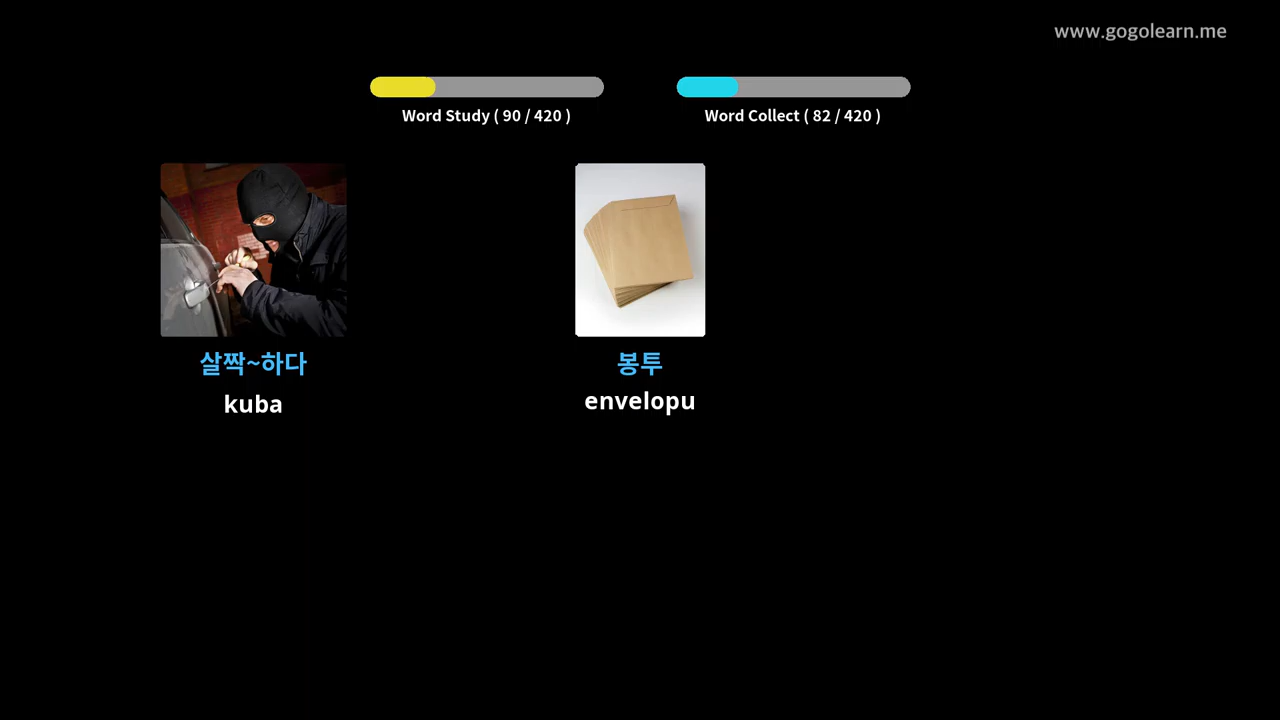 www.gogolearn.me
Word Study ( 90 / 420 )
Word Collect ( 82 / 420 )
살짝~하다
kuba
봉투
envelopu